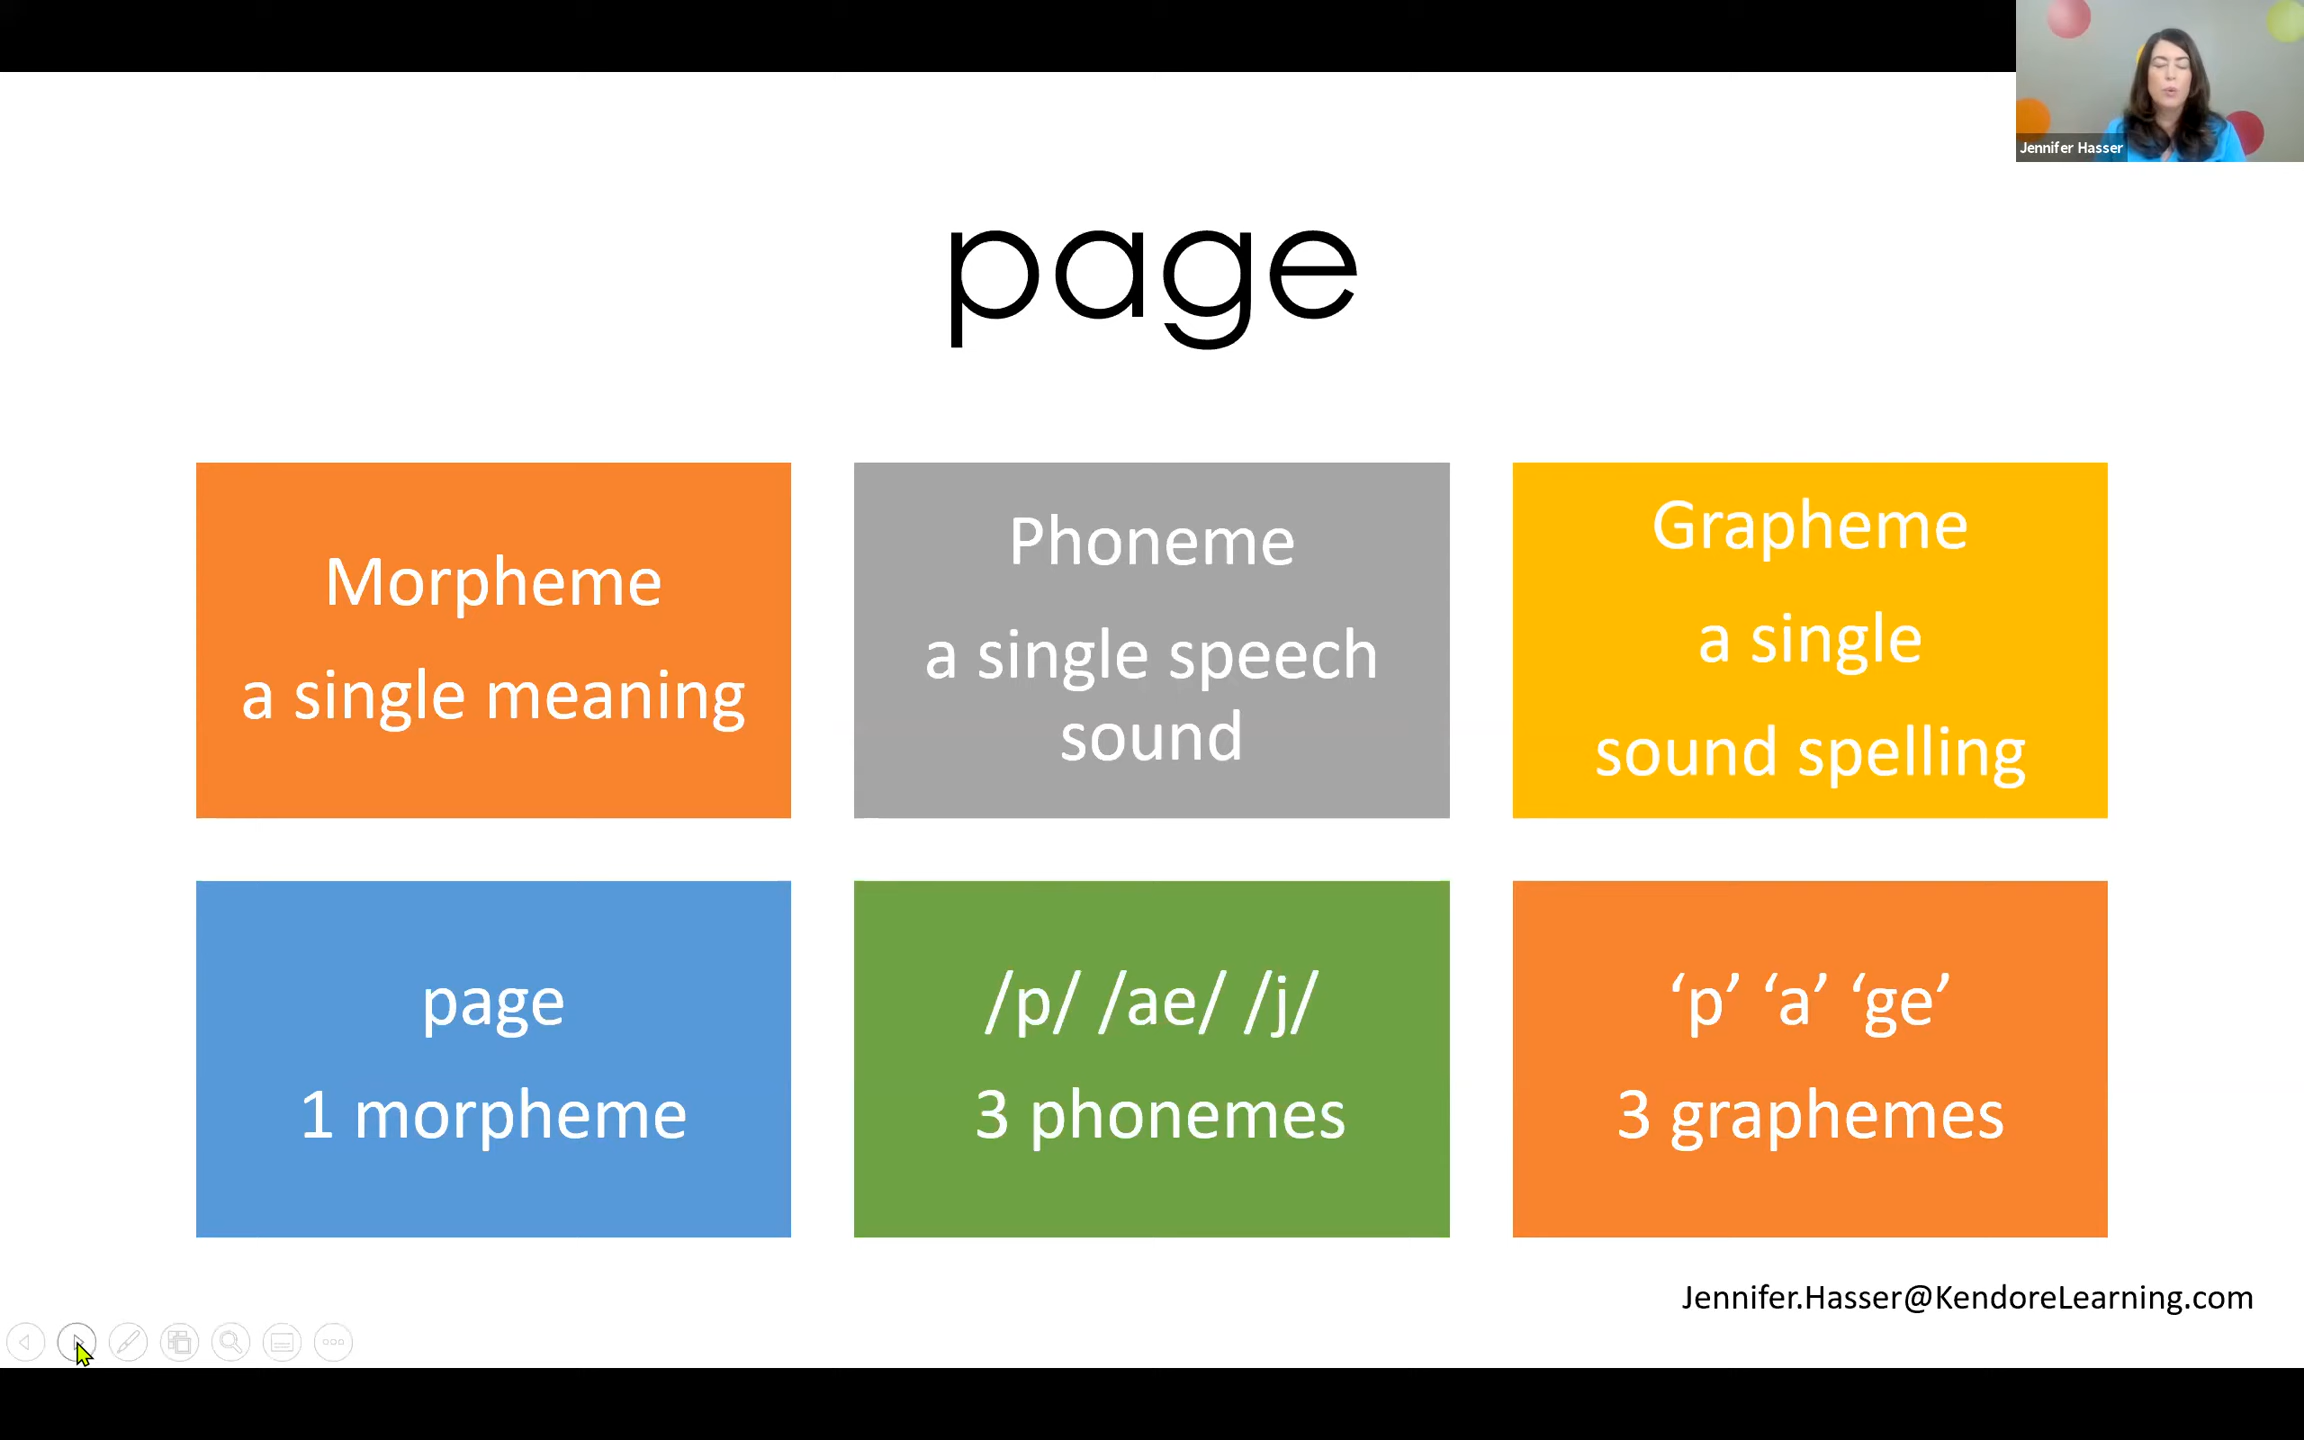 Jennifer Hasser
page
Morpheme
a single meaning
Phoneme
a single speech
sound
Grapheme
a single
sound spelling
page
1 morpheme
/p/ /ae/ /j/
3 phonemes
‘p’ ‘a’ ‘ge’
3 graphemes
Jennifer.Hasser@KendoreLearning.com